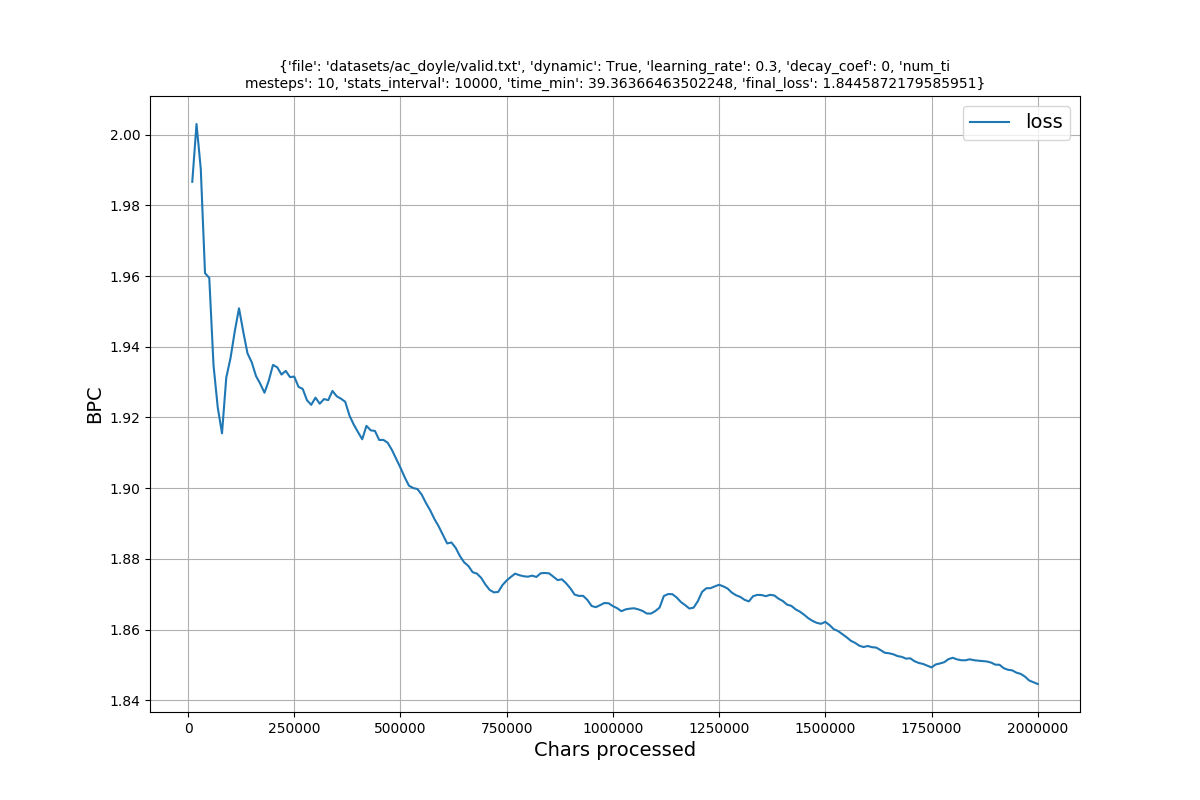 {'file': 'datasets/ac_doyle/valid.txt', 'dynamic': True, 'learning_rate': 0.3, 'decay_coef': 0, 'num_ti
mesteps': 10, 'stats_interval': 10000, 'time_min': 39.36366463502248, 'final_loss': 1.8445872179585951}
loss
2.00
1.98
1.96
1.94
1.92
1.90
1.88
1.86
1.84
BPC
0 250000 500000 750000 1000000 1250000 1500000 1750000 2000000
Chars processed